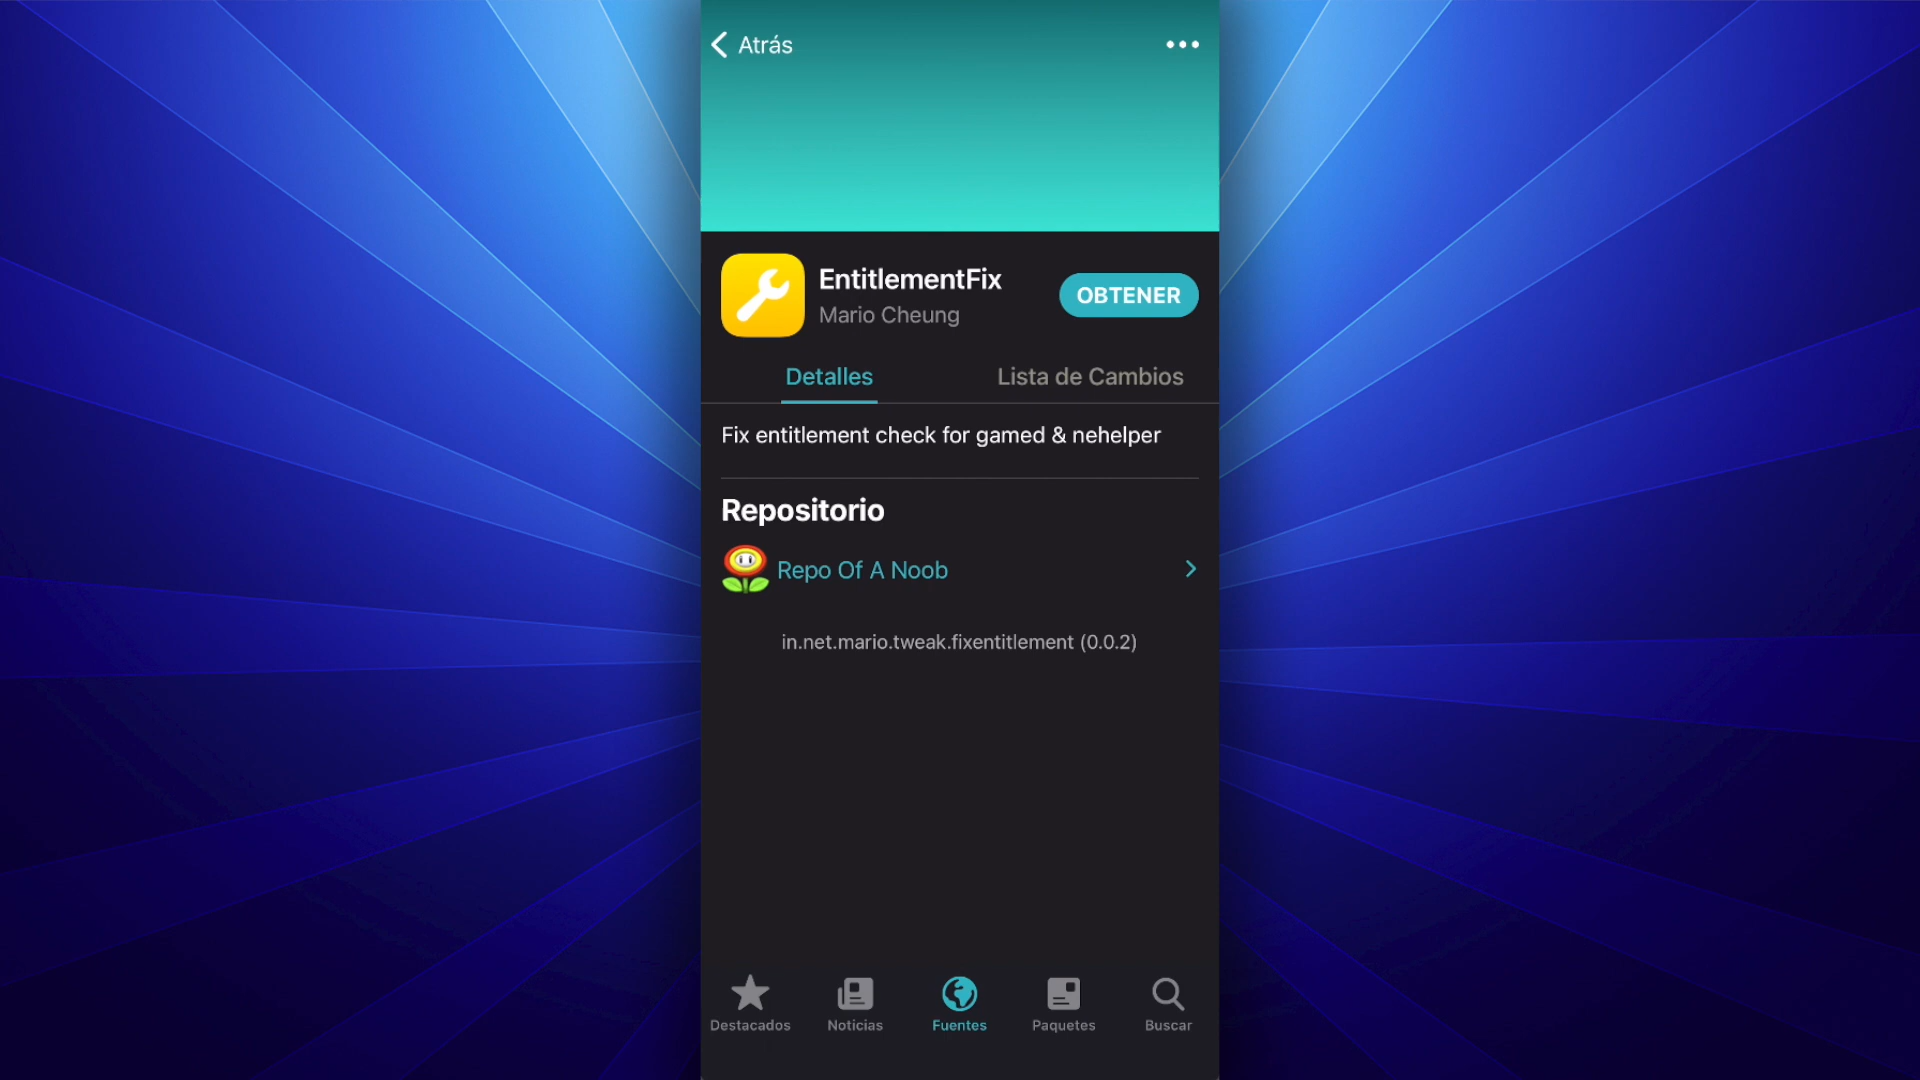 Atrás
EntitlementFix
Mario Cheung
OBTENER
Detalles
Lista de Cambios
Fix entitlement check for gamed & nehelper
Repositorio
Repo Of A Noob
in.net.mario.tweak.fixentitlement (0.0.2)
Destacados
Noticias
Fuentes
Paquetes
Buscar